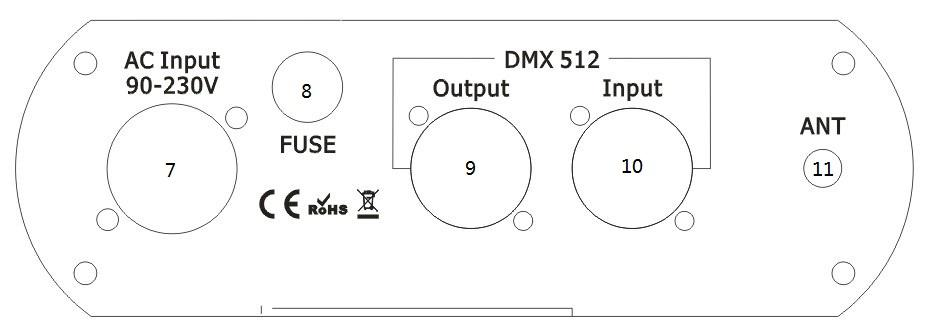 AC Input
90-230V
7
8
FUSE
DMX 512
Output
Input
9
10
ANT
11
CE RoHS